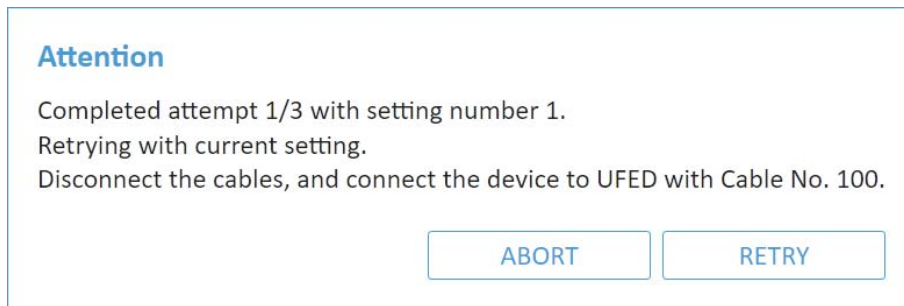 Attention
Completed attempt 1/3 with setting number 1.
Retrying with current setting.
Disconnect the cables, and connect the device to UFED with Cable No. 100.
ABORT
RETRY